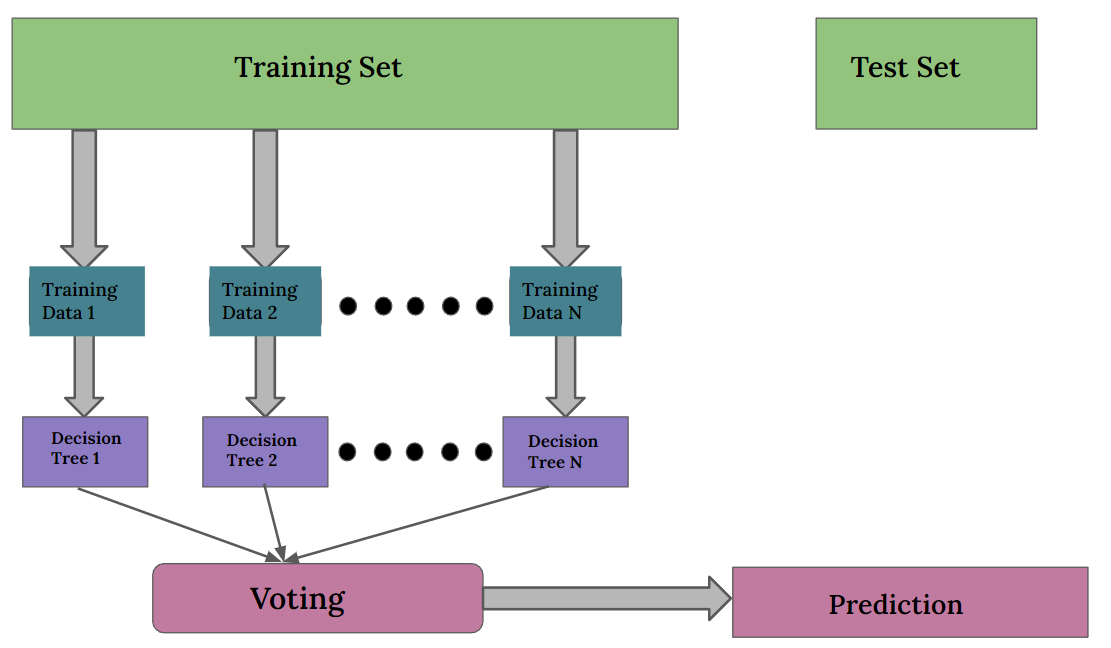 Training Set
Test Set
Training
Data 1
Training
Data 2
Training
Data N
Decision
Tree 1
Decision
Tree 2
Decision
Tree N
Voting
Prediction